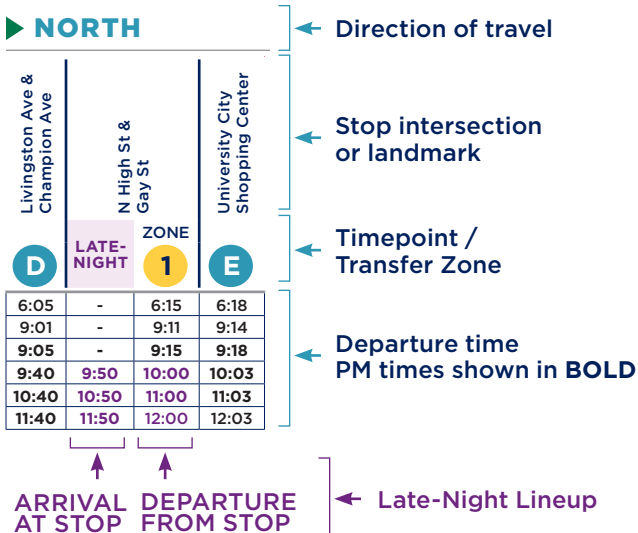 NORTH
Direction of travel
Livingston Ave &
Champion Ave
N High St &
Gay St
University City
Shopping Center
Stop intersection
or landmark
D
LATE-
NIGHT
ZONE
1
E
Timepoint /
Transfer Zone
6:05 - 6:15 6:18
9:01 - 9:11 9:14
9:05 - 9:15 9:18
9:40 9:50 10:00 10:03
10:40 10:50 11:00 11:03
11:40 11:50 12:00 12:03
Departure time
PM times shown in BOLD
ARRIVAL
AT STOP
DEPARTURE
FROM STOP
Late-Night Lineup